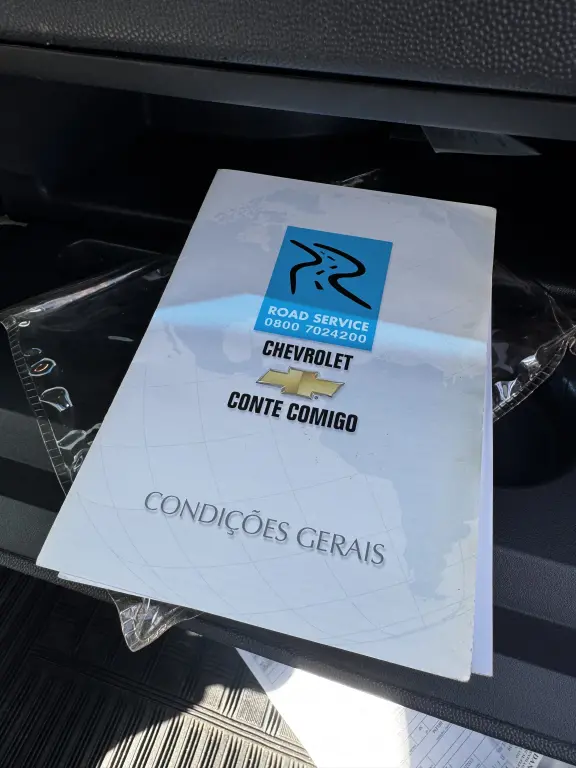 ROAD SERVICE
0800 7024200
CHEVROLET
CONTE COMIGO
CONDIÇÕES GERAIS